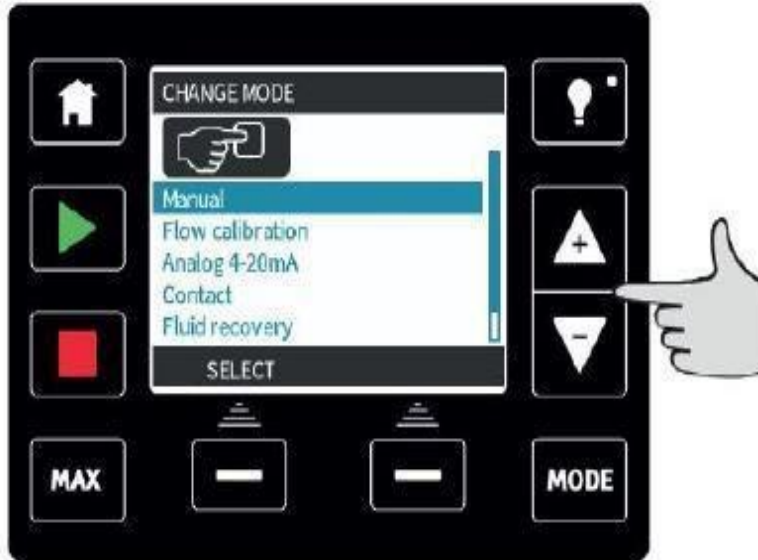 CHANGE MODE
Manual
Flow calibration
Analog 4-20mA
Contact
Fluid recovery
SELECT
+
-
MAX
MODE